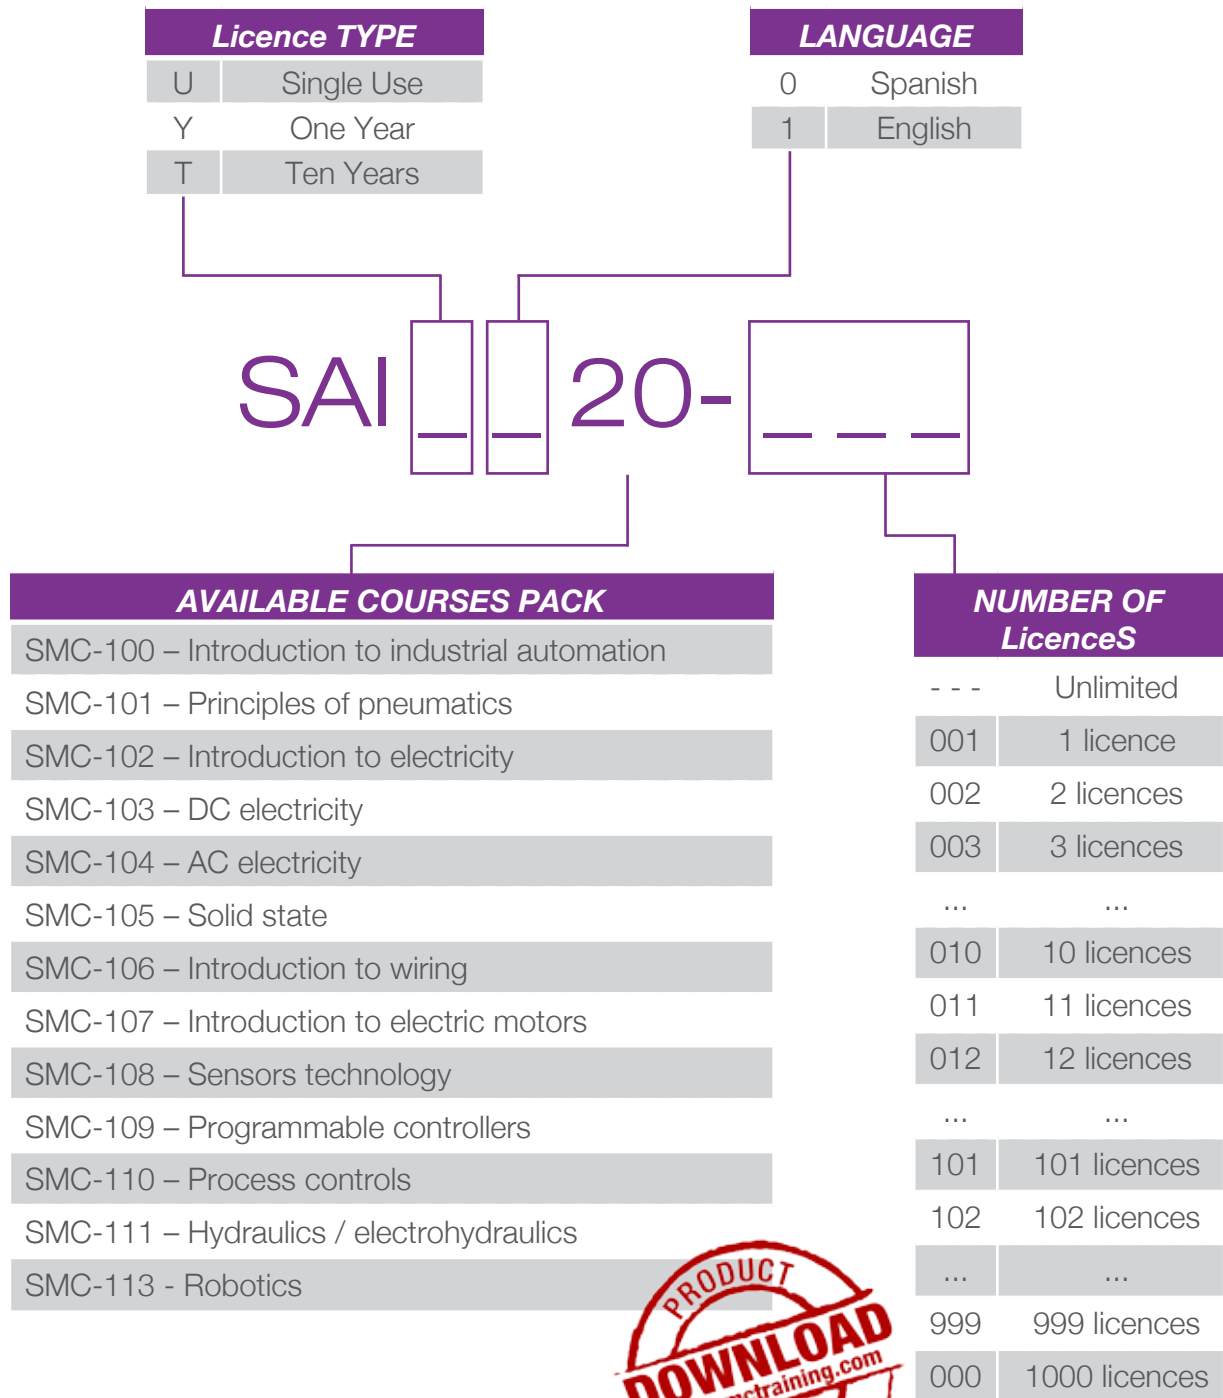 Licence TYPE
U Single Use
Y One Year
T Ten Years
LANGUAGE
0 Spanish
1 English
SAI _ _ 20- _ _ _
AVAILABLE COURSES PACK
SMC-100 – Introduction to industrial automation
SMC-101 – Principles of pneumatics
SMC-102 – Introduction to electricity
SMC-103 – DC electricity
SMC-104 – AC electricity
SMC-105 – Solid state
SMC-106 – Introduction to wiring
SMC-107 – Introduction to electric motors
SMC-108 – Sensors technology
SMC-109 – Programmable controllers
SMC-110 – Process controls
SMC-111 – Hydraulics / electrohydraulics
SMC-113 - Robotics
NUMBER OF
LicenceS
- - - Unlimited
001 1 licence
002 2 licences
003 3 licences
... ...
010 10 licences
011 11 licences
012 12 licences
... ...
101 101 licences
102 102 licences
... ...
999 999 licences
000 1000 licences
PRODUCT
DOWNLOAD